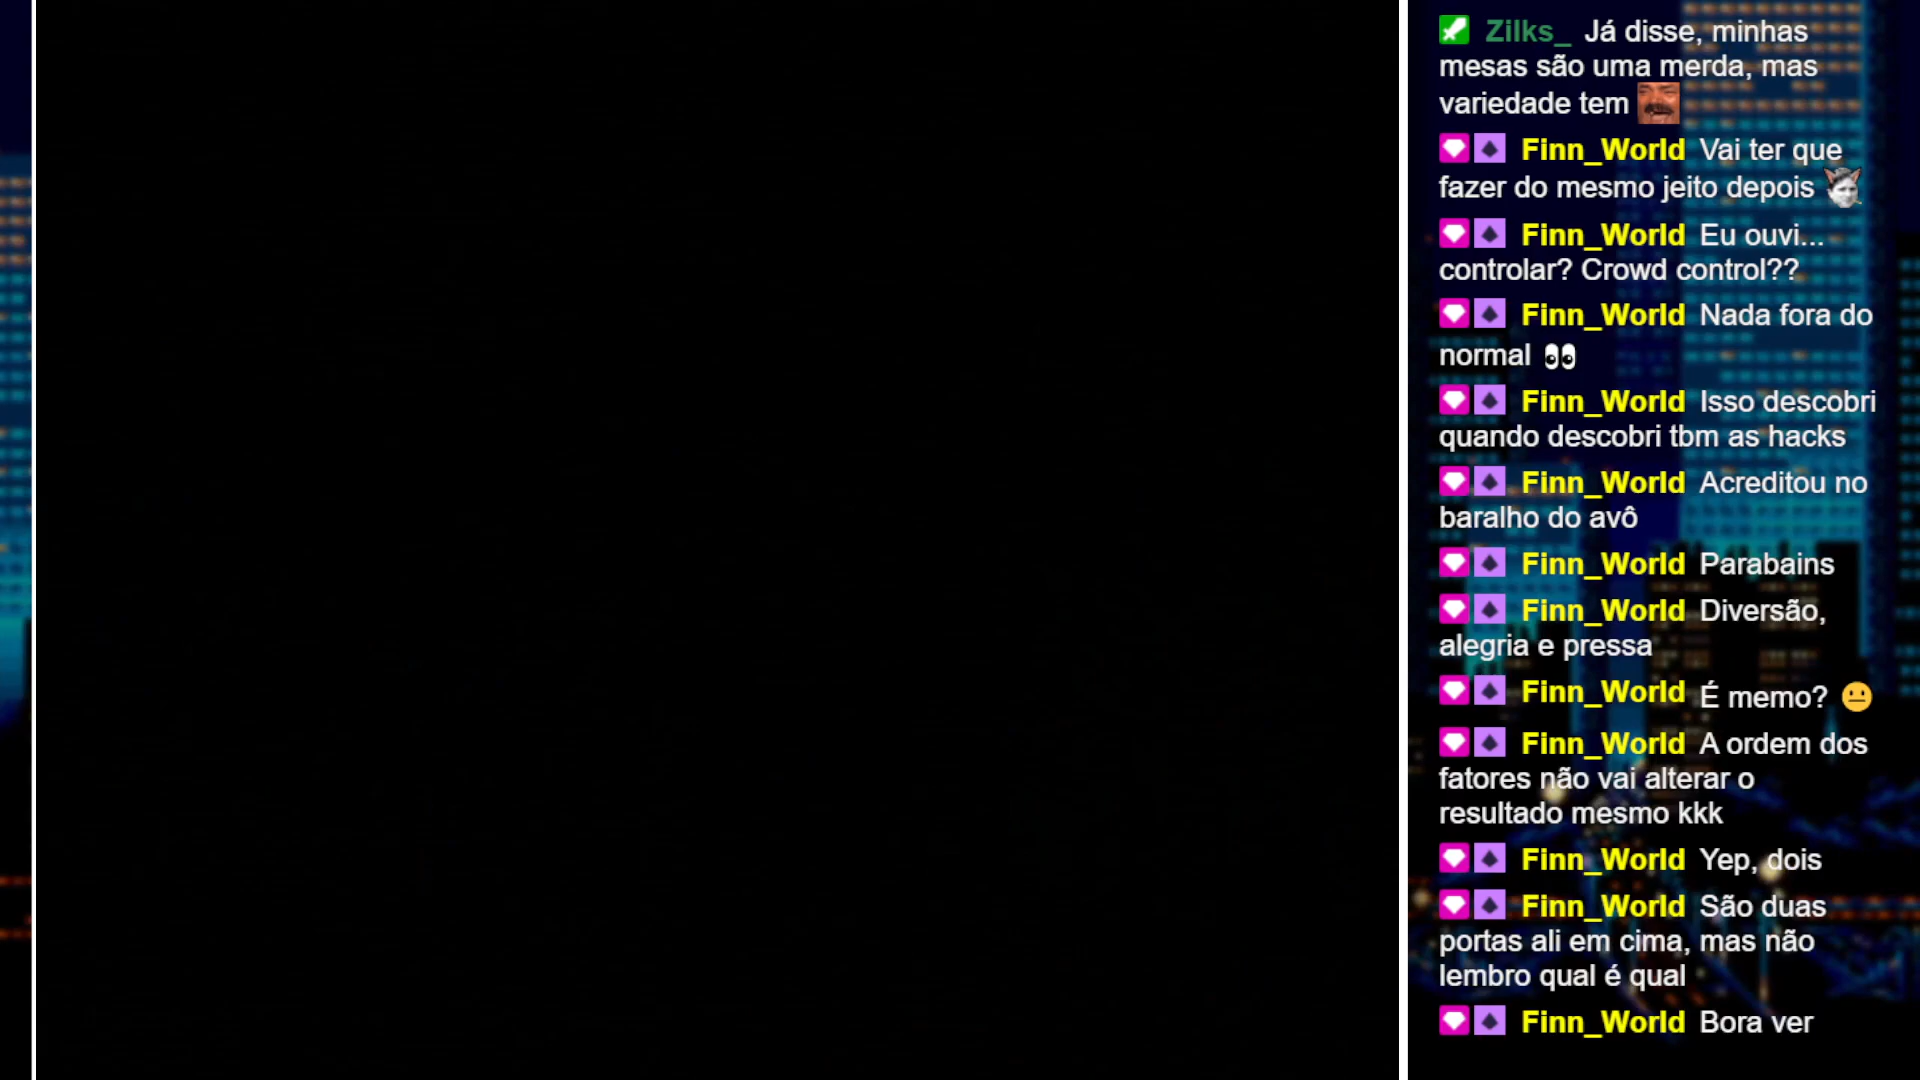 Zilks_ Já disse, minhas
mesas são uma merda, mas
variedade tem
Finn_World Vai ter que
fazer do mesmo jeito depois
Finn_World Eu ouvi...
controlar? Crowd control??
Finn_World Nada fora do
normal 👀
Finn_World Isso descobri
quando descobri tbm as hacks
Finn_World Acreditou no
baralho do avô
Finn_World Parabains
Finn_World Diversão,
alegria e pressa
Finn_World É memo? 😐
Finn_World A ordem dos
fatores não vai alterar o
resultado mesmo kkk
Finn_World Yep, dois
Finn_World São duas
portas ali em cima, mas não
lembro qual é qual
Finn_World Bora ver